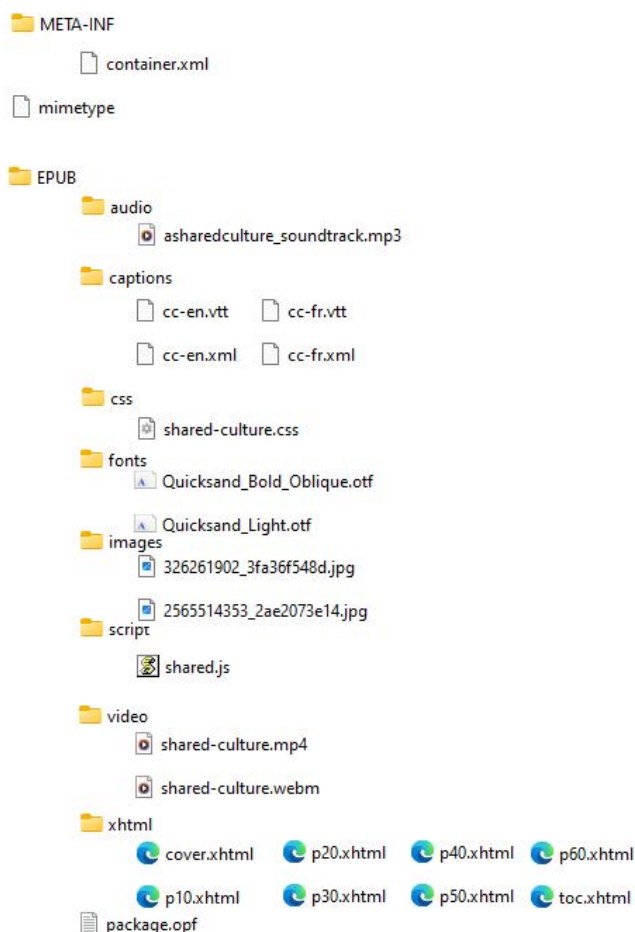 META-INF
container.xml
mimetype
EPUB
audio
asharedculture_soundtrack.mp3
captions
cc-en.vtt cc-fr.vtt
cc-en.xml cc-fr.xml
css
shared-culture.css
fonts
Quicksand_Bold_Oblique.otf
Quicksand_Light.otf
images
326261902_3fa36f548d.jpg
2565514353_2ae2073e14.jpg
script
shared.js
video
shared-culture.mp4
shared-culture.webm
xhtml
cover.xhtml p20.xhtml p40.xhtml p60.xhtml
p10.xhtml p30.xhtml p50.xhtml toc.xhtml
package.opf